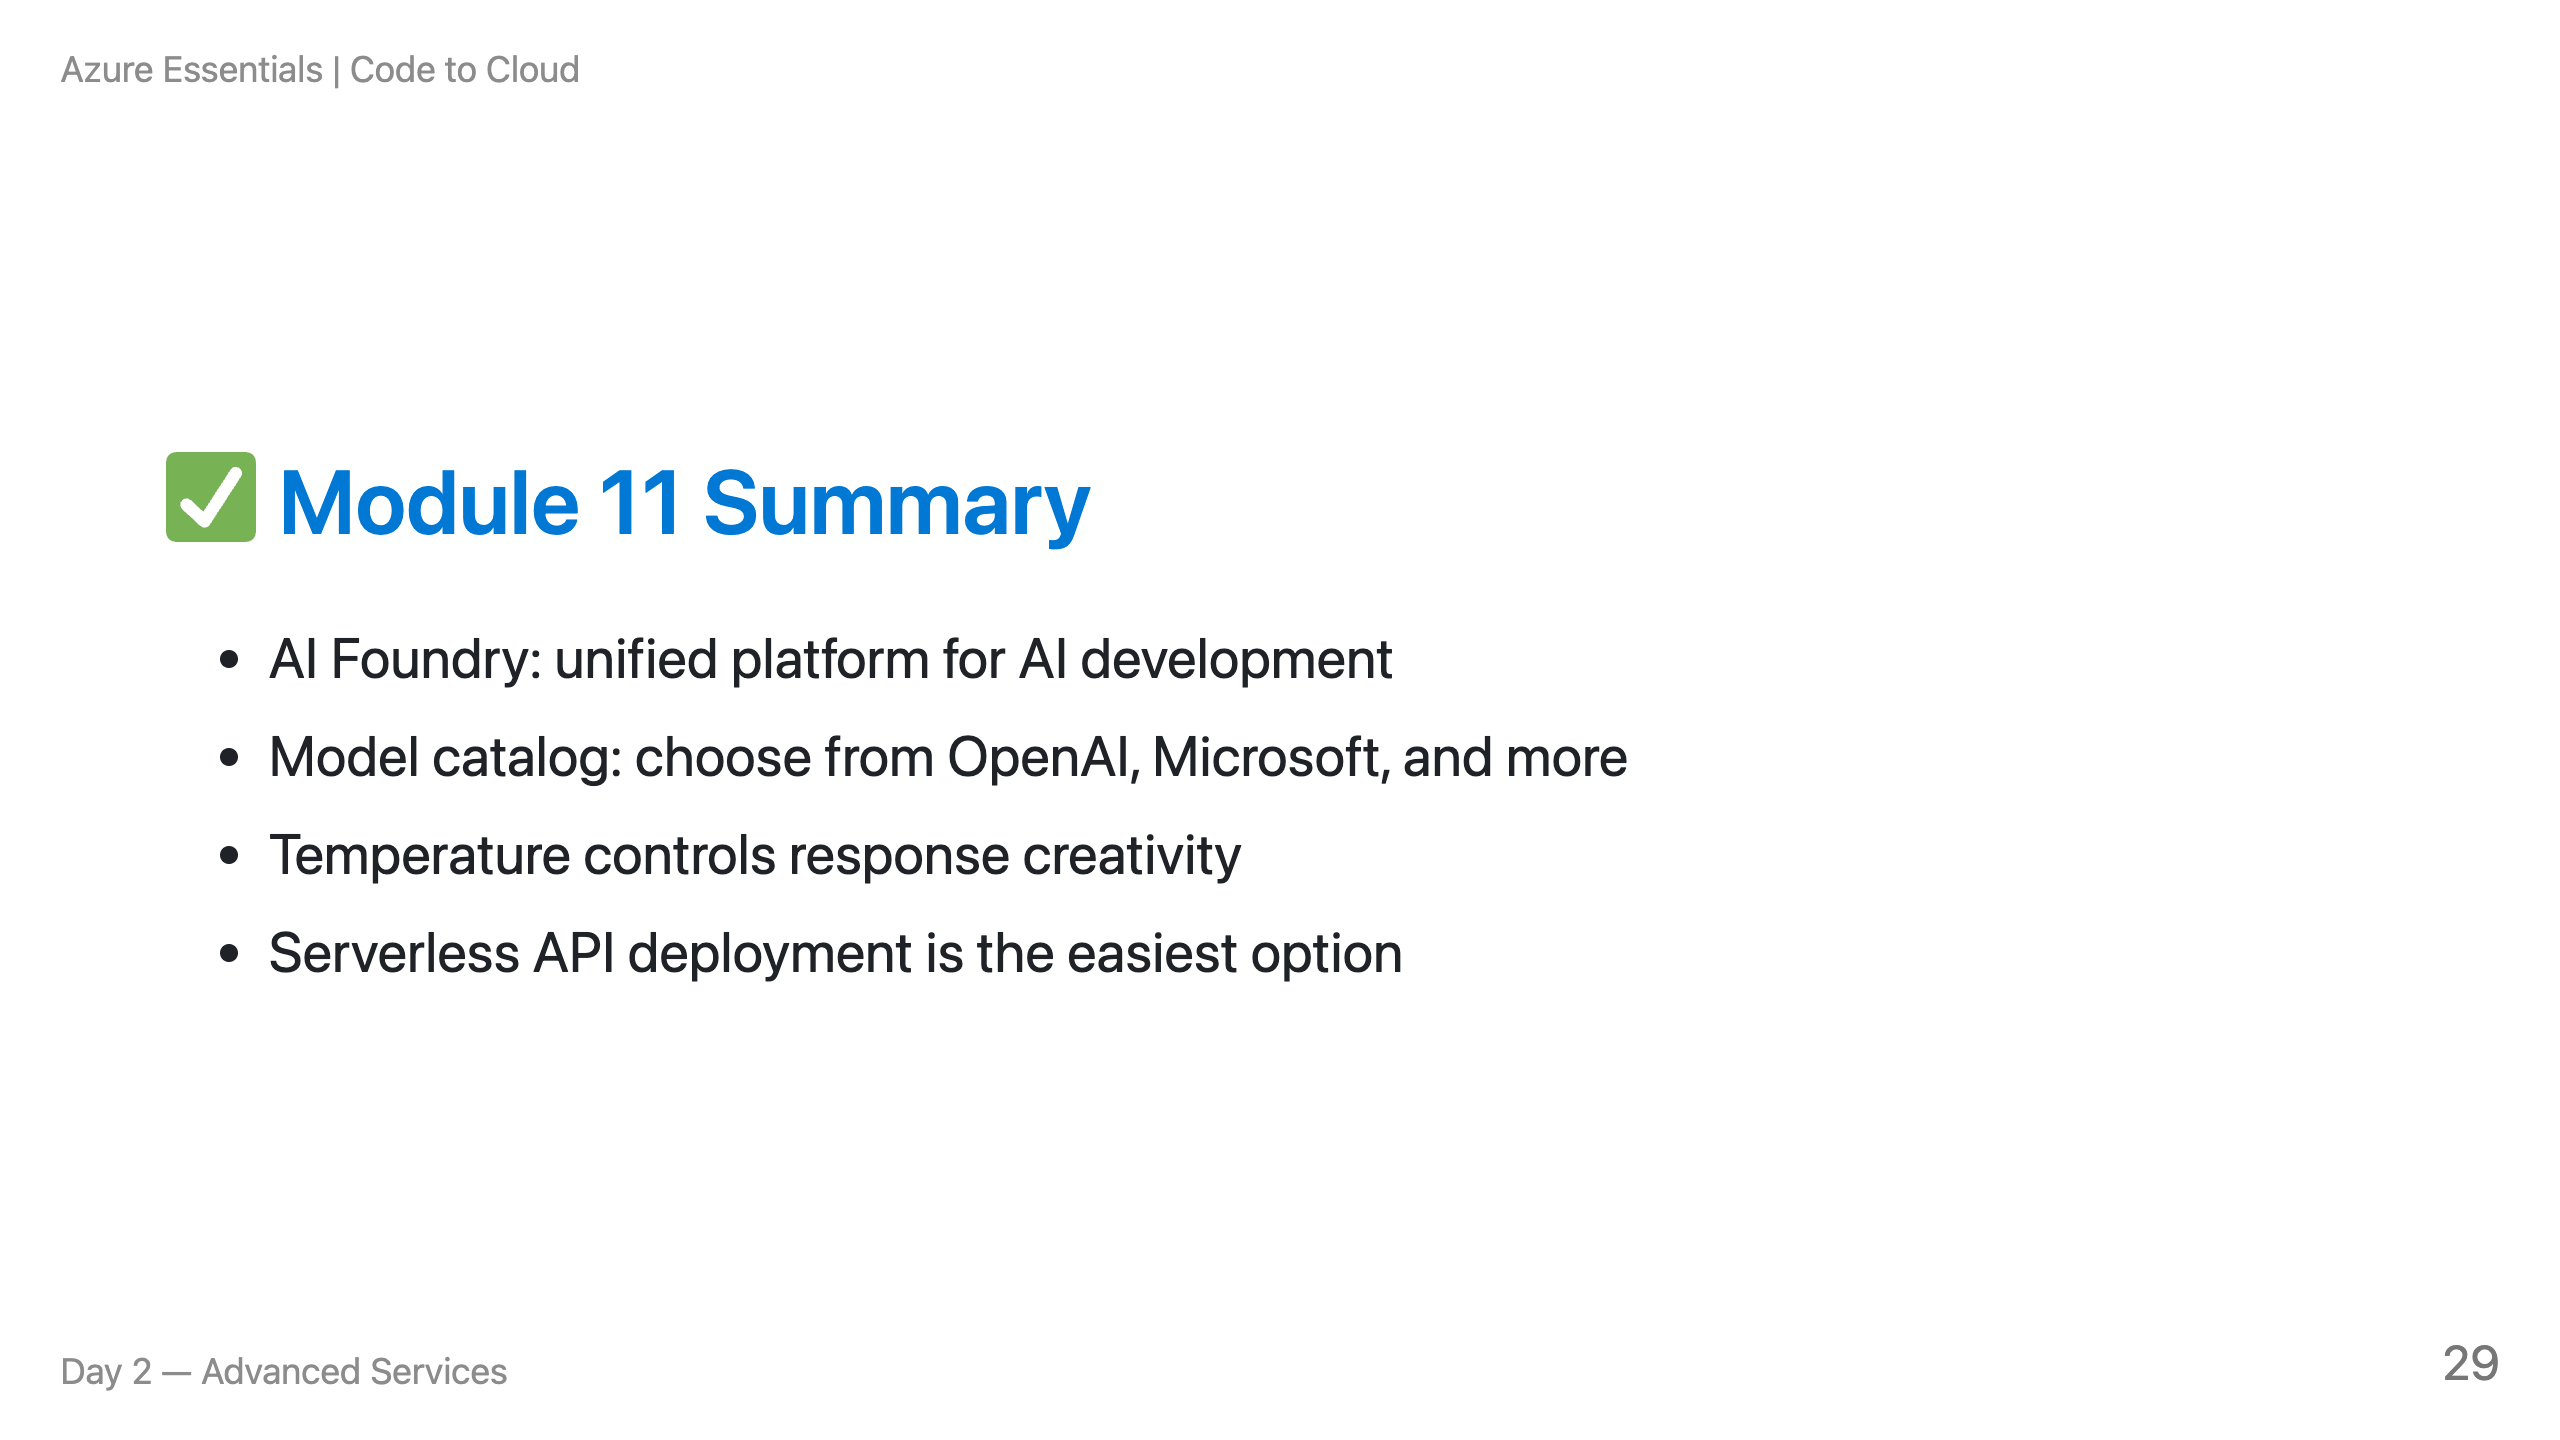 Azure Essentials | Code to Cloud
✅ Module 11 Summary
• AI Foundry: unified platform for AI development
• Model catalog: choose from OpenAI, Microsoft, and more
• Temperature controls response creativity
• Serverless API deployment is the easiest option
Day 2 — Advanced Services
29